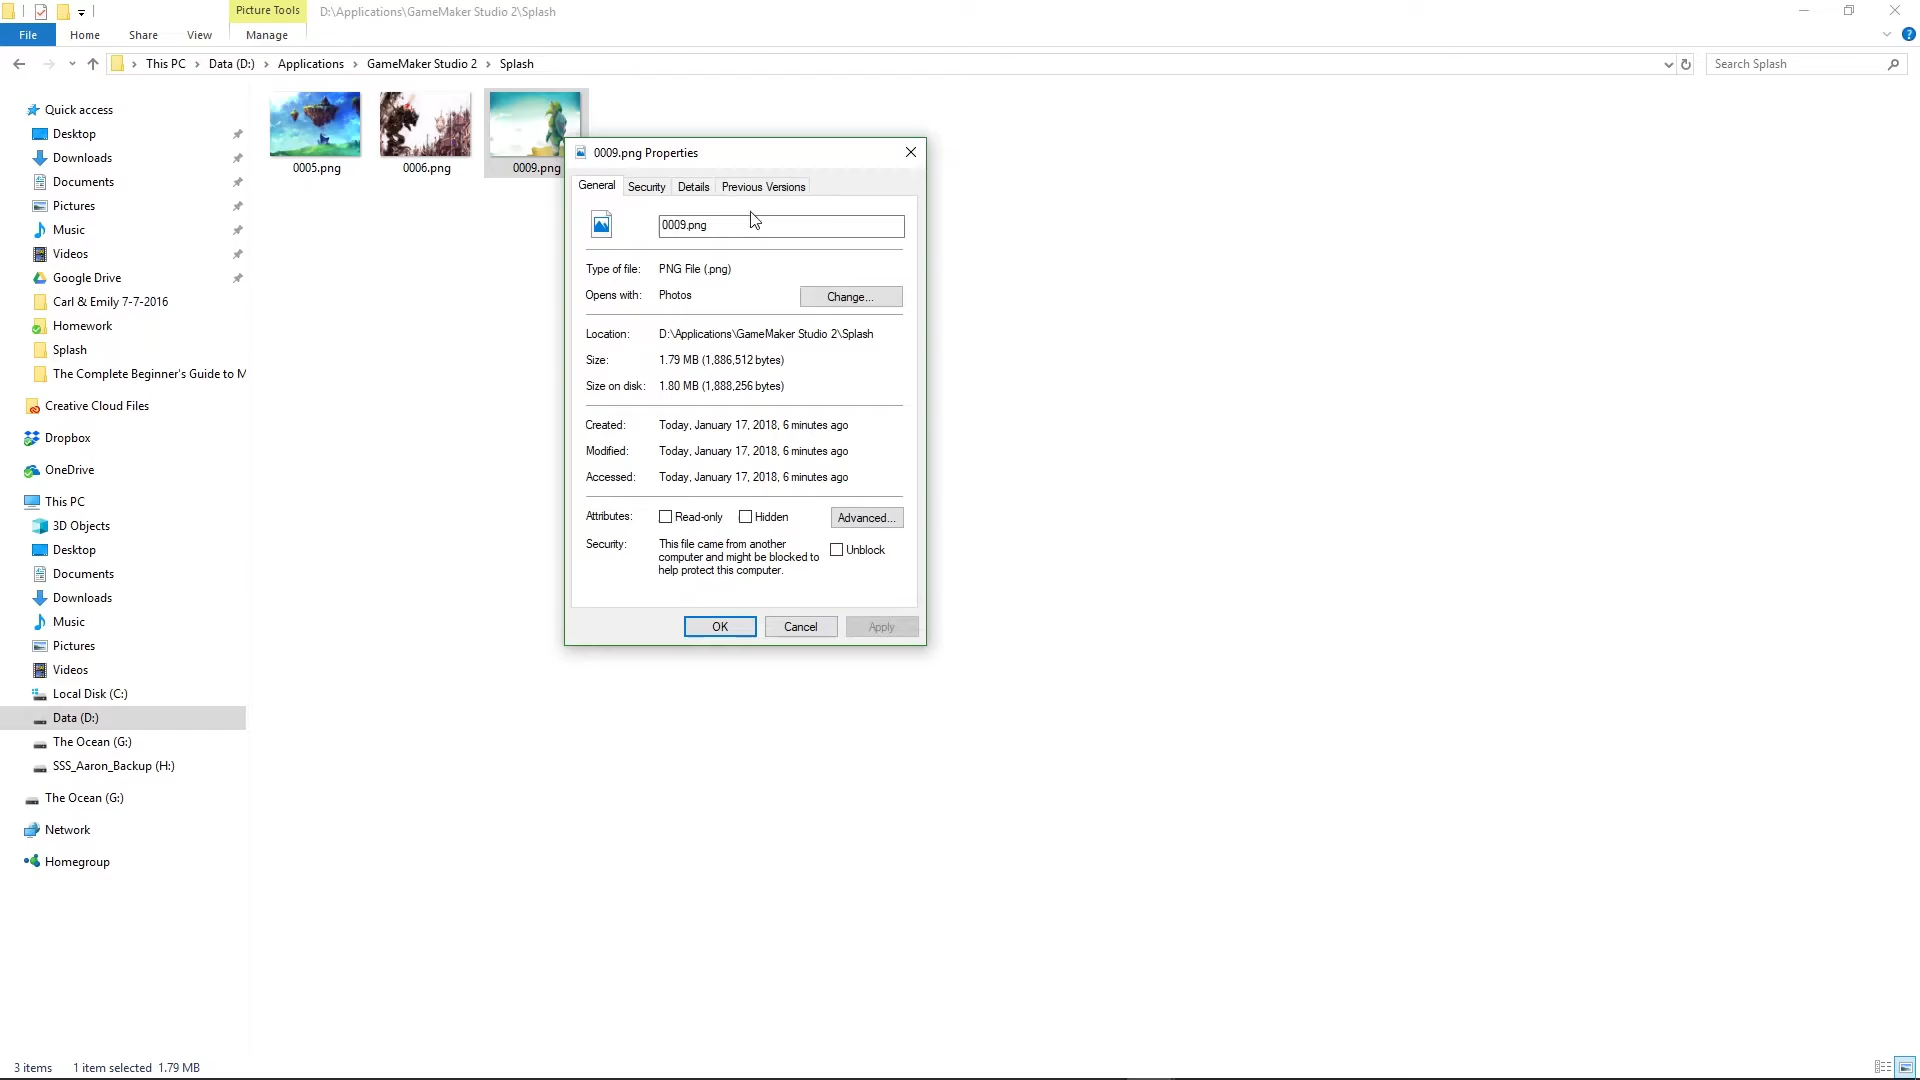 Picture Tools
D:\Applications\GameMaker Studio 2\Splash
File
Home
Share
View
Manage
This PC
Data (D:)
Applications
GameMaker Studio 2
Splash
Search Splash
Quick access
Desktop
Downloads
Documents
Pictures
Music
Videos
Google Drive
Carl & Emily 7-7-2016
Homework
Splash
The Complete Beginner's Guide to M
Creative Cloud Files
Dropbox
OneDrive
This PC
3D Objects
Desktop
Documents
Downloads
Music
Pictures
Videos
Local Disk (C:)
Data (D:)
The Ocean (G:)
SSS_Aaron_Backup (H:)
The Ocean (G:)
Network
Homegroup
0005.png
0006.png
0009.png
0009.png Properties
General
Security
Details
Previous Versions
0009.png
Type of file: PNG File (.png)
Opens with: Photos
Change...
Location: D:\Applications\GameMaker Studio 2\Splash
Size: 1.79 MB (1,886,512 bytes)
Size on disk: 1.80 MB (1,888,256 bytes)
Created: Today, January 17, 2018, 6 minutes ago
Modified: Today, January 17, 2018, 6 minutes ago
Accessed: Today, January 17, 2018, 6 minutes ago
Attributes: Read-only Hidden
Advanced...
Security: This file came from another
computer and might be blocked to
help protect this computer.
Unblock
OK
Cancel
Apply
3 items
1 item selected 1.79 MB